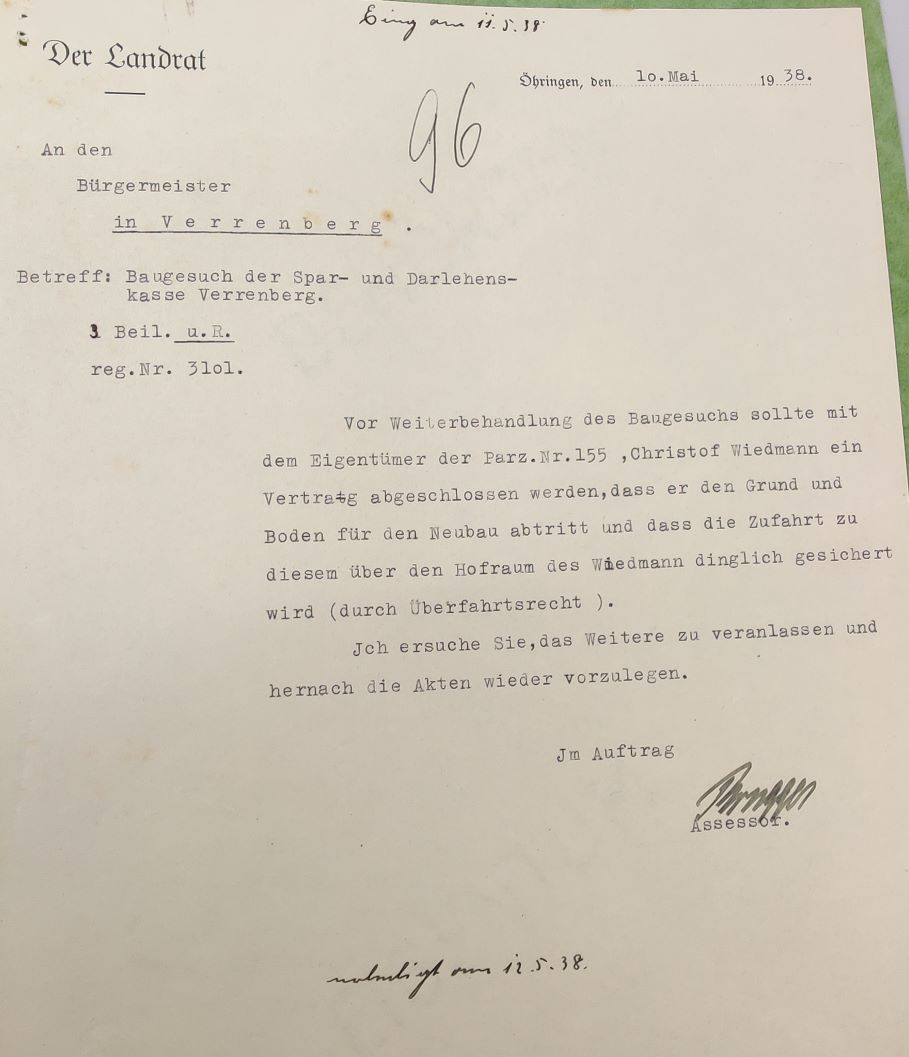 Eing am 11.5.38
Der Landrat
Öhringen, den 1o.Mai 1938.
96
An den
Bürgermeister
in Verrenberg .
Betreff: Baugesuch der Spar- und Darlehens-
kasse Verrenberg.
3 Beil. u.R.
reg.Nr. 31o1.
Vor Weiterbehandlung des Baugesuchs sollte mit
dem Eigentümer der Parz.Nr.155 ,Christof Wiedmann ein
Vertrag abgeschlossen werden,dass er den Grund und
Boden für den Neubau abtritt und dass die Zufahrt zu
diesem über den Hofraum des Wiedmann dinglich gesichert
wird (durch Überfahrtsrecht ).
Jch ersuche Sie,das Weitere zu veranlassen und
hernach die Akten wieder vorzulegen.
Jm Auftrag
Assessor.
am 12.5.38.